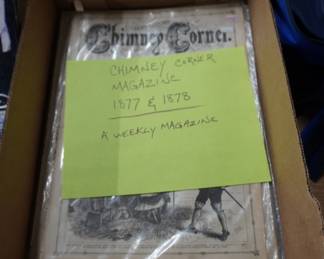 Chimney Corner.
CHIMNEY CORNER
MAGAZINE
1877 & 1878
A WEEKLY MAGAZINE